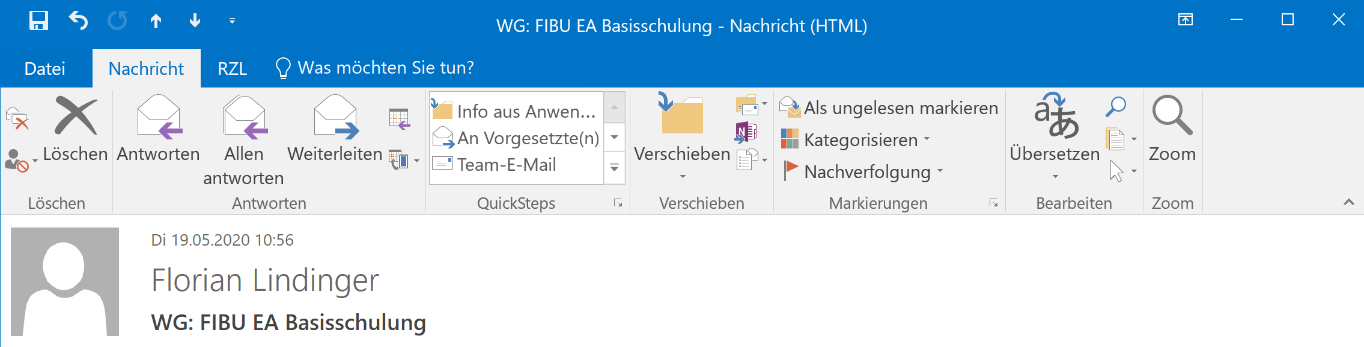 WG: FIBU EA Basisschulung - Nachricht (HTML)
Datei Nachricht RZL Was möchten Sie tun?
Löschen
Antworten
Allen
antworten
Weiterleiten
Info aus Anwen...
An Vorgesetzte(n)
Team-E-Mail
Verschieben
Als ungelesen markieren
Kategorisieren
Nachverfolgung
Übersetzen
Zoom
Löschen Antworten QuickSteps Verschieben Markierungen Bearbeiten Zoom
Di 19.05.2020 10:56
Florian Lindinger
WG: FIBU EA Basisschulung